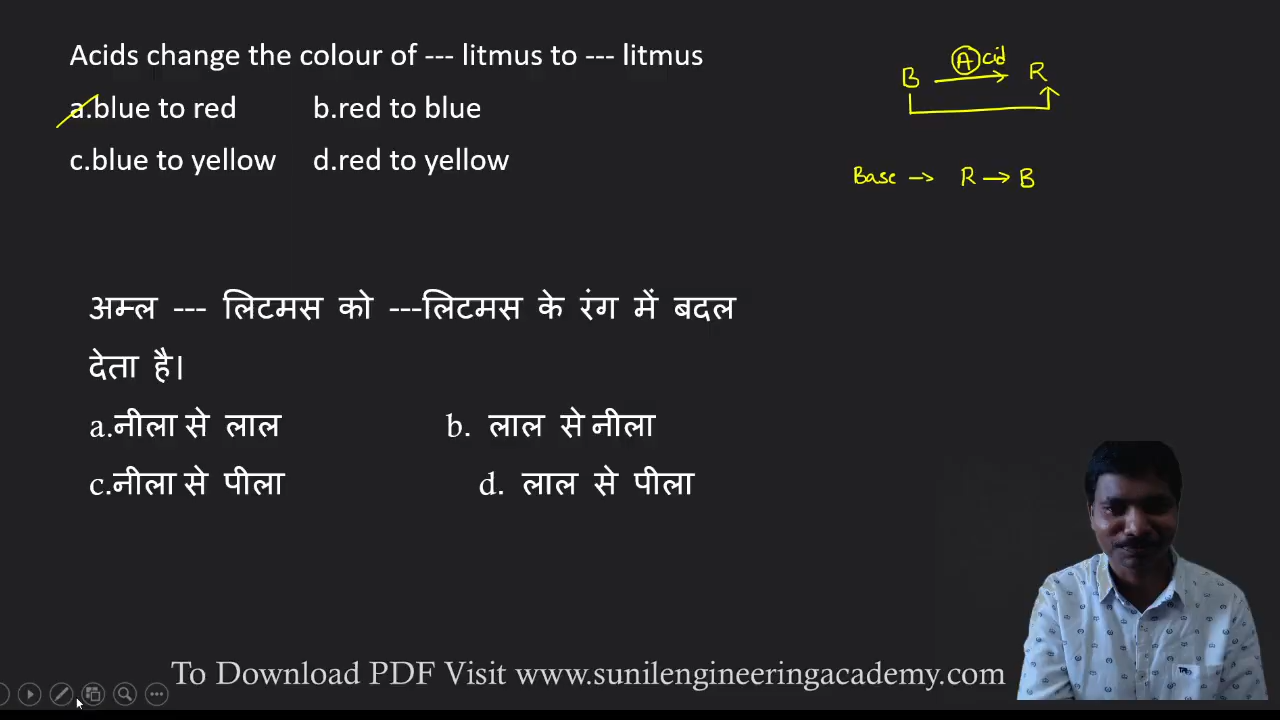 Acids change the colour of --- litmus to --- litmus
a.blue to red b.red to blue
c.blue to yellow d.red to yellow
B Acid → R
Base → R → B
अम्ल --- लिटमस को ---लिटमस के रंग में बदल
देता है।
a.नीला से लाल b. लाल से नीला
c.नीला से पीला d. लाल से पीला
To Download PDF Visit www.sunilengineeringacademy.com